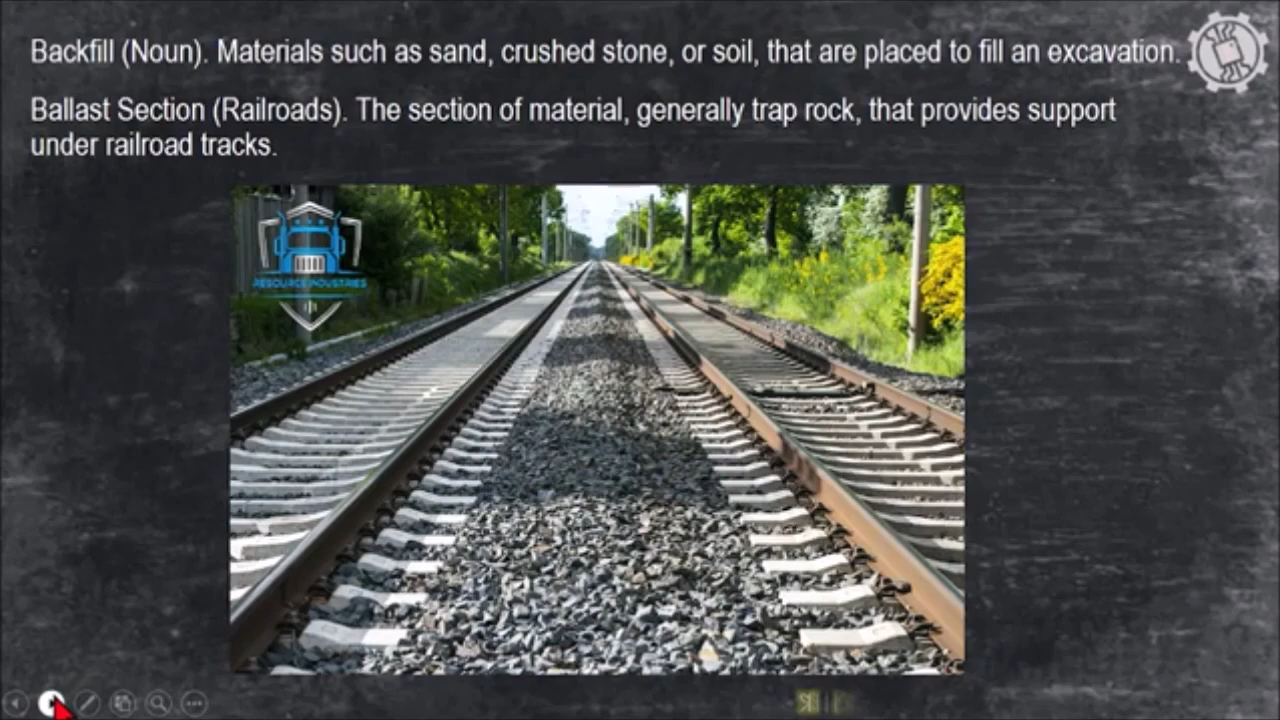 Backfill (Noun). Materials such as sand, crushed stone, or soil, that are placed to fill an excavation.
Ballast Section (Railroads). The section of material, generally trap rock, that provides support
under railroad tracks.
RESOURCE INDUSTRIES